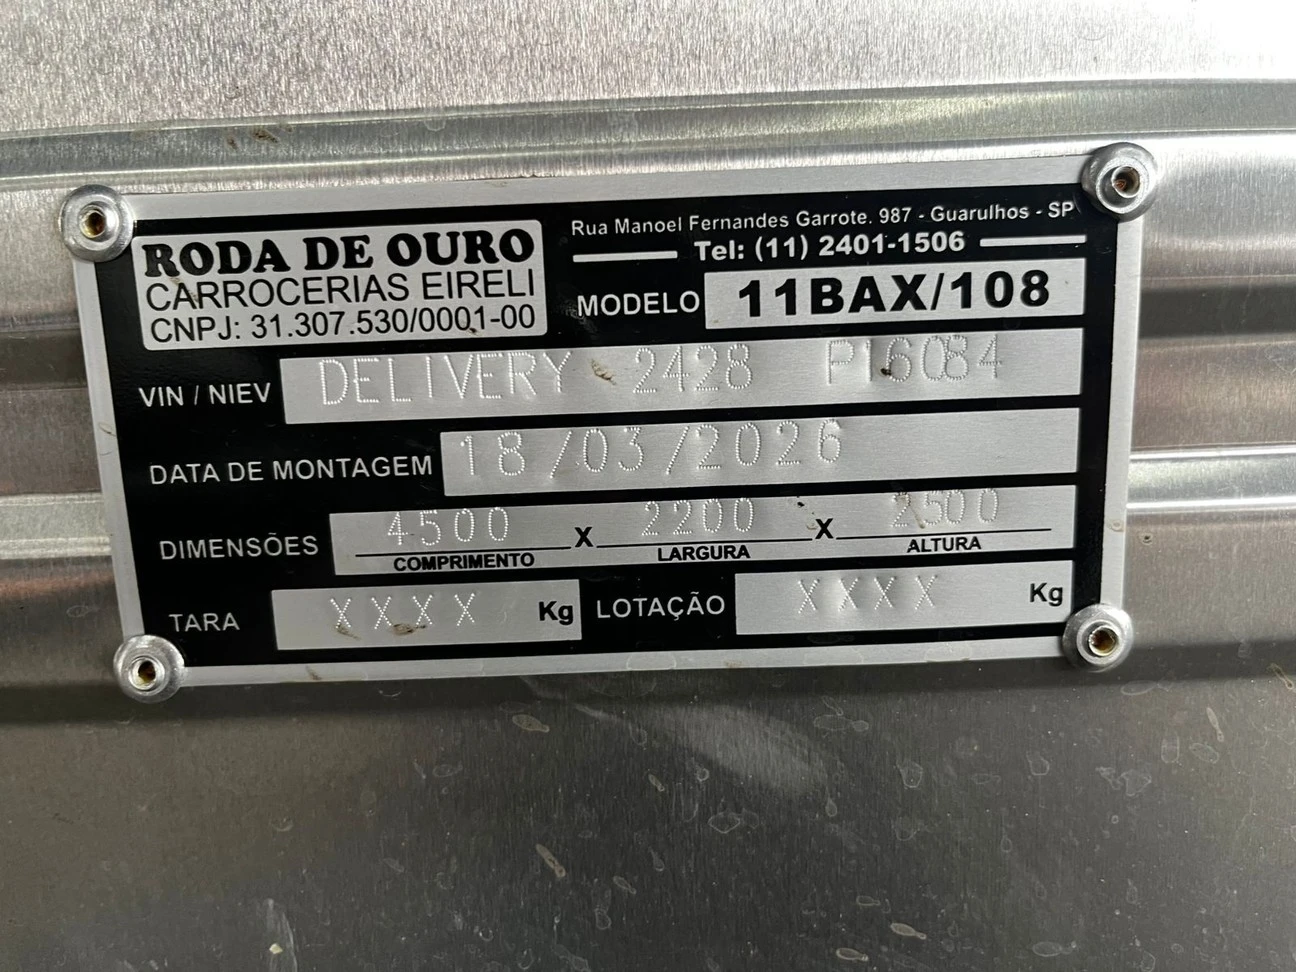 RODA DE OURO
CARROCERIAS EIRELI
CNPJ: 31.307.530/0001-00
Rua Manoel Fernandes Garrote. 987 - Guarulhos - SP
Tel: (11) 2401-1506
MODELO 11BAX/108
VIN / NIEV DELIVERY 2428 P16084
DATA DE MONTAGEM 18/03/2026
DIMENSÕES 4500 X 2200 X 2500
COMPRIMENTO LARGURA ALTURA
TARA XXXX Kg LOTAÇÃO XXXX Kg